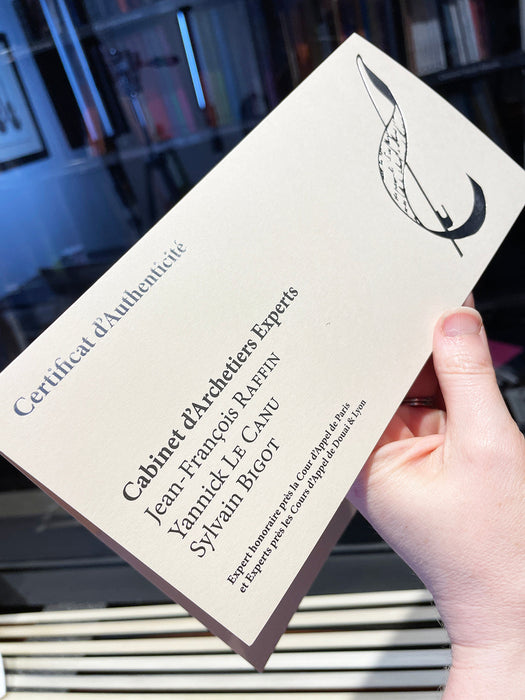 Certificat d'Authenticité
Cabinet d'Archetiers Experts
Jean-François RAFFIN
Yannick LE CANU
Sylvain BIGOT
Expert honoraire près la Cour d'Appel de Paris
et Experts près les Cours d'Appel de Douai & Lyon